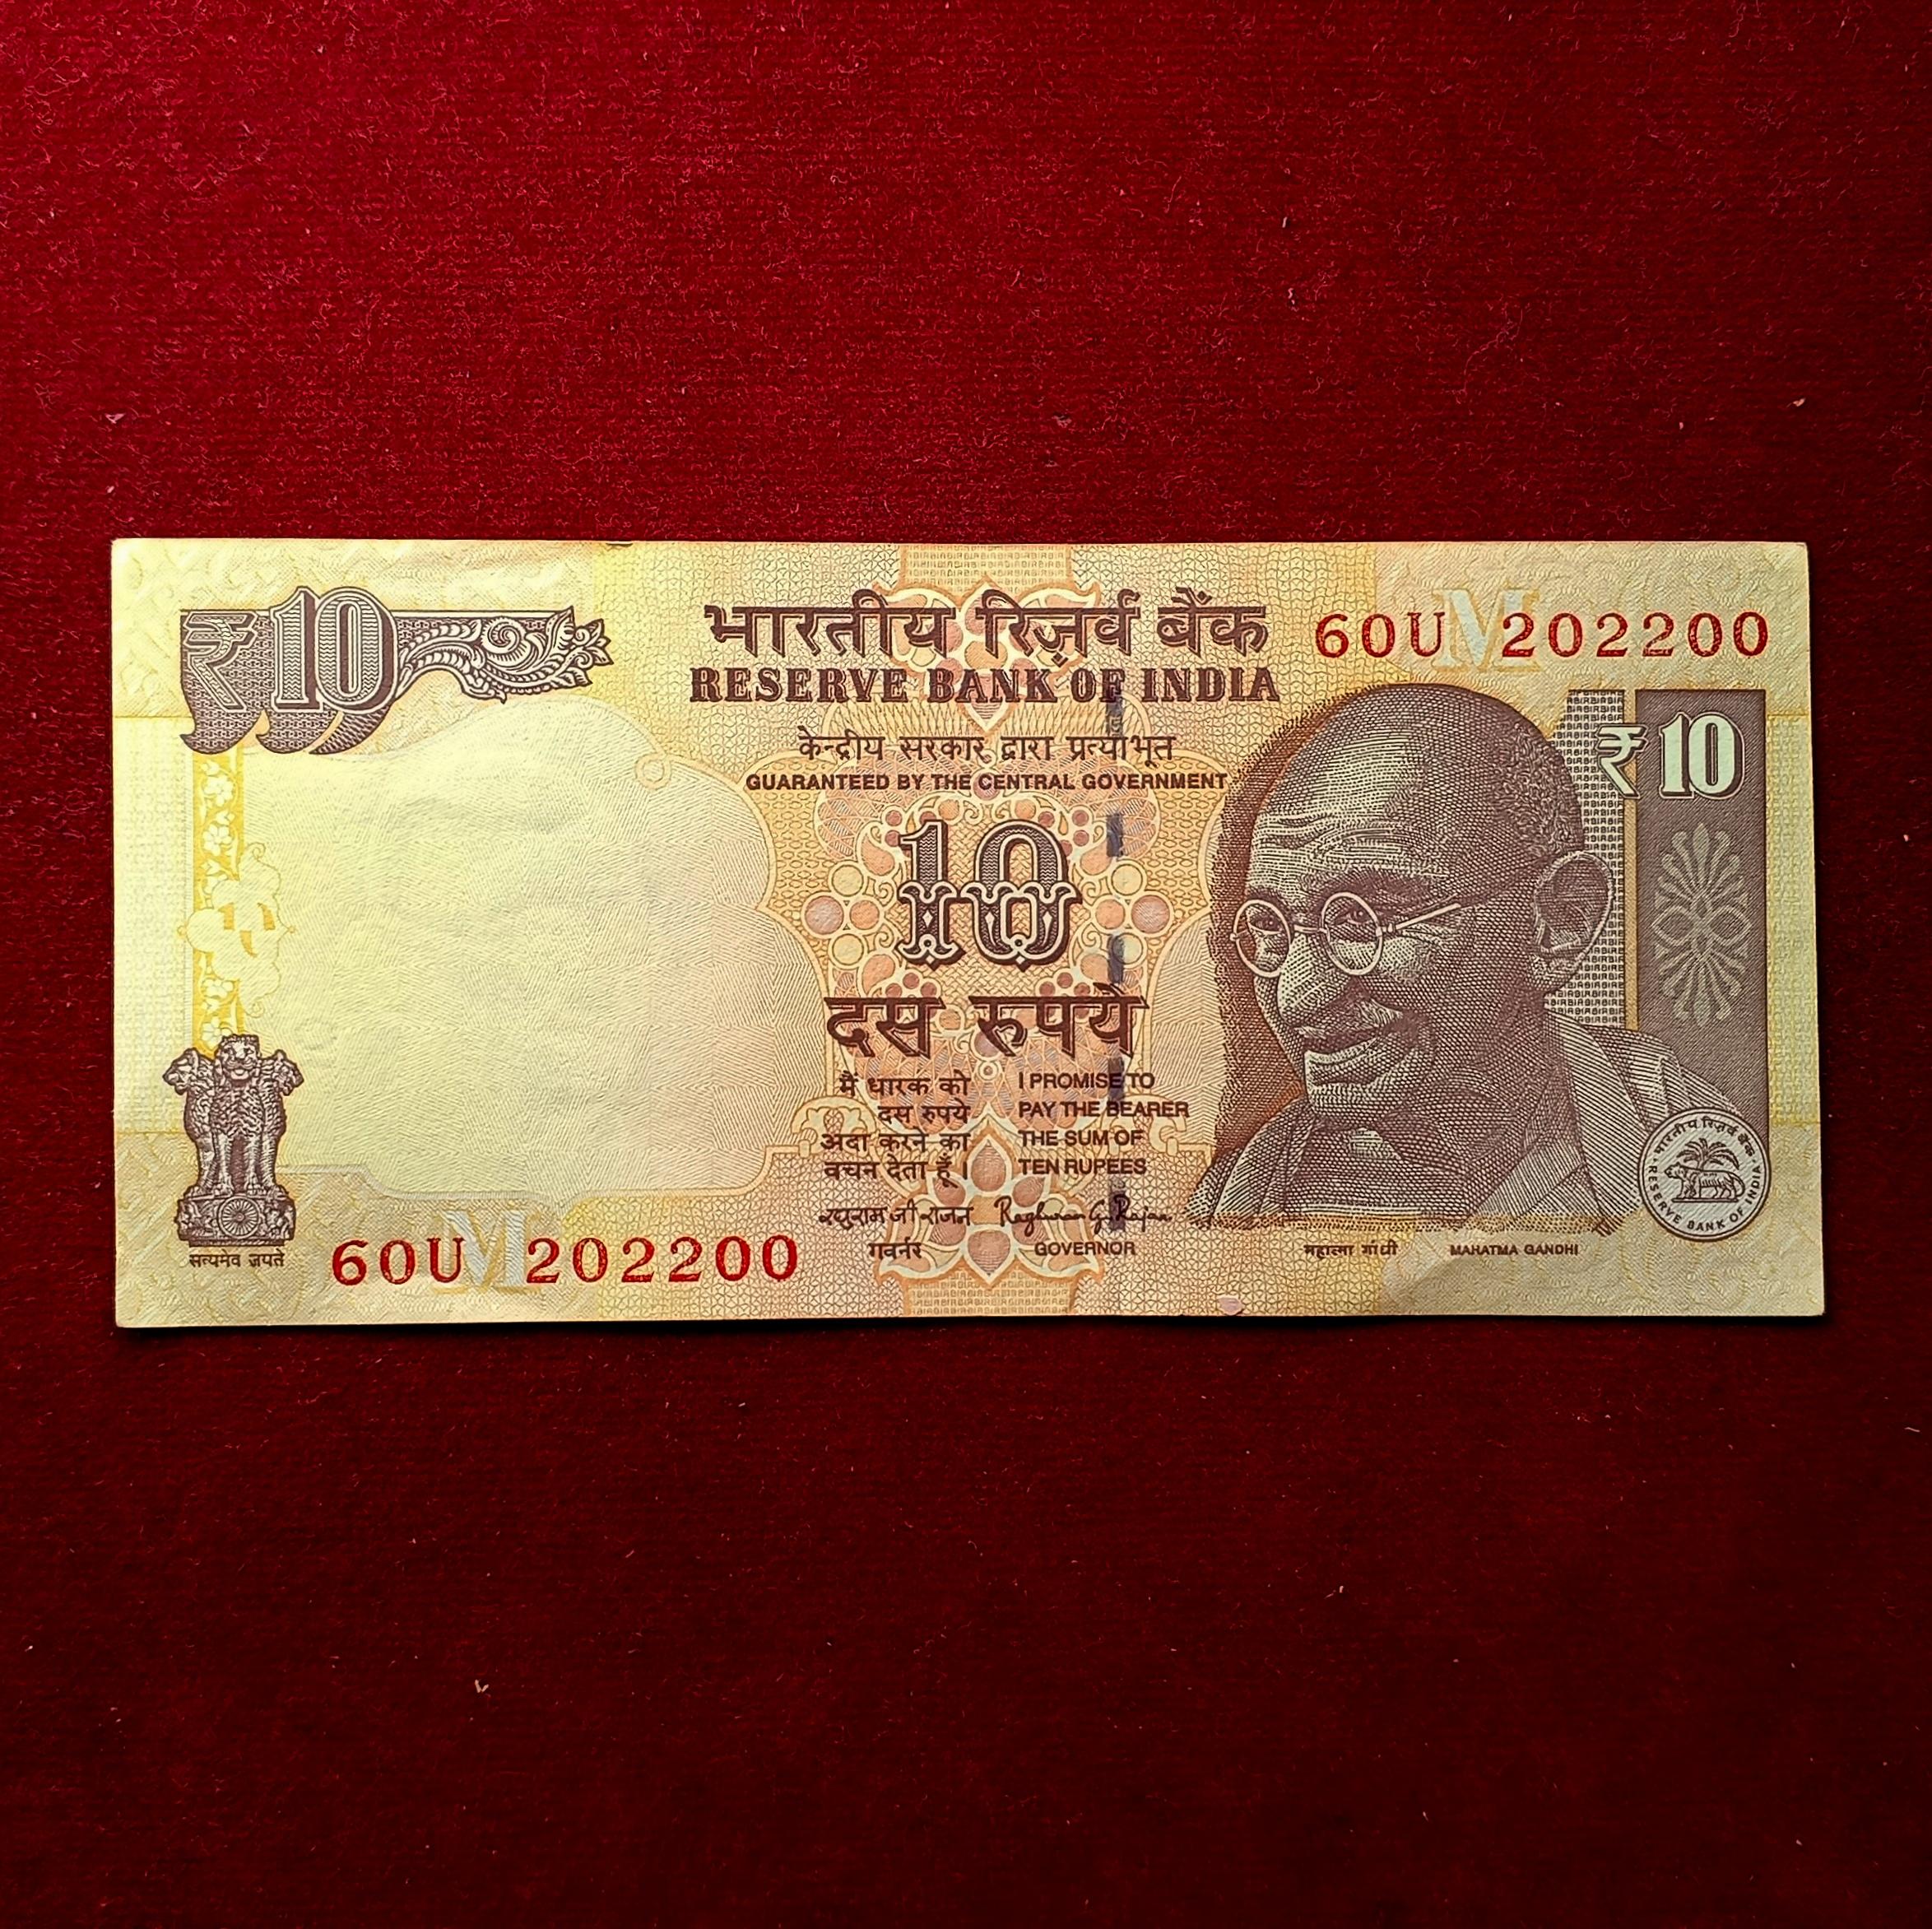 ₹10
भारतीय रिज़र्व बैंक
RESERVE BANK OF INDIA
60U M 202200
केन्द्रीय सरकार द्वारा प्रत्याभूत
GUARANTEED BY THE CENTRAL GOVERNMENT
₹10
10
दस रुपये
मैं धारक को
दस रुपये
अदा करने का
वचन देता हूँ।
I PROMISE TO
PAY THE BEARER
THE SUM OF
TEN RUPEES
रघुराम जी राजन
Raghuram G. Rajan
गवर्नर
GOVERNOR
सत्यमेव जयते
60U M 202200
महात्मा गांधी
MAHATMA GANDHI
भारतीय रिज़र्व बैंक
RESERVE BANK OF INDIA